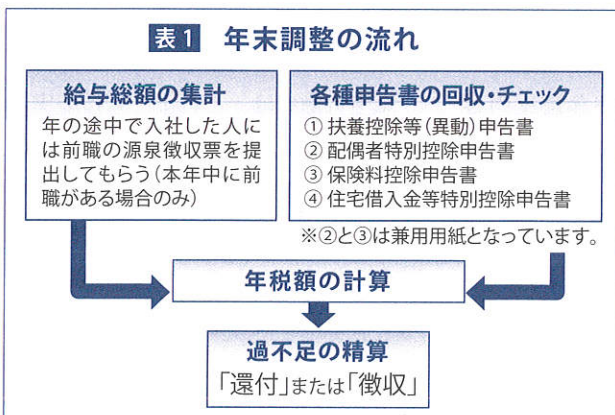 表1 年末調整の流れ
給与総額の集計
年の途中で入社した人に
は前職の源泉徴収票を提
出してもらう(本年中に前
職がある場合のみ)
各種申告書の回収・チェック
① 扶養控除等(異動)申告書
② 配偶者特別控除申告書
③ 保険料控除申告書
④ 住宅借入金等特別控除申告書
※②と③は兼用用紙となっています。
年税額の計算
過不足の精算
「還付」または「徴収」